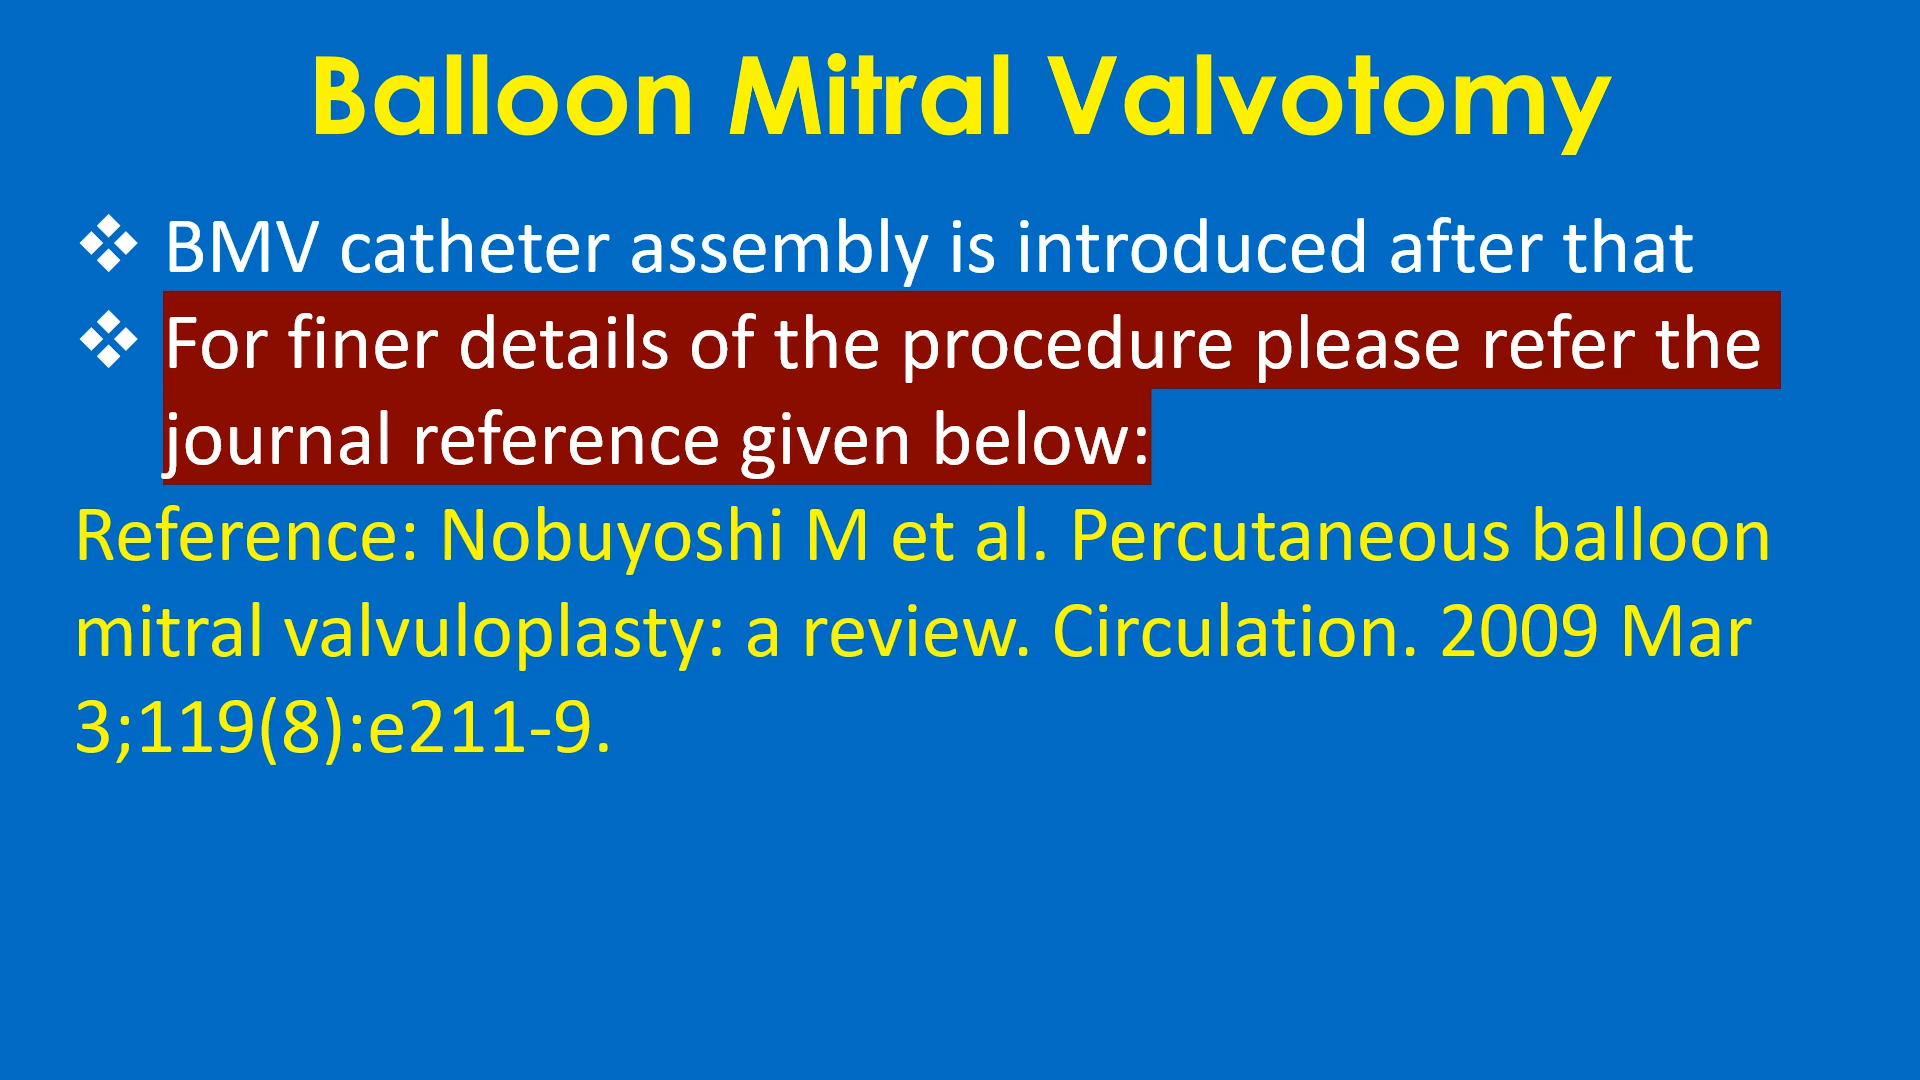 Balloon Mitral Valvotomy
❖ BMV catheter assembly is introduced after that
❖ For finer details of the procedure please refer the
journal reference given below:
Reference: Nobuyoshi M et al. Percutaneous balloon
mitral valvuloplasty: a review. Circulation. 2009 Mar
3;119(8):e211-9.